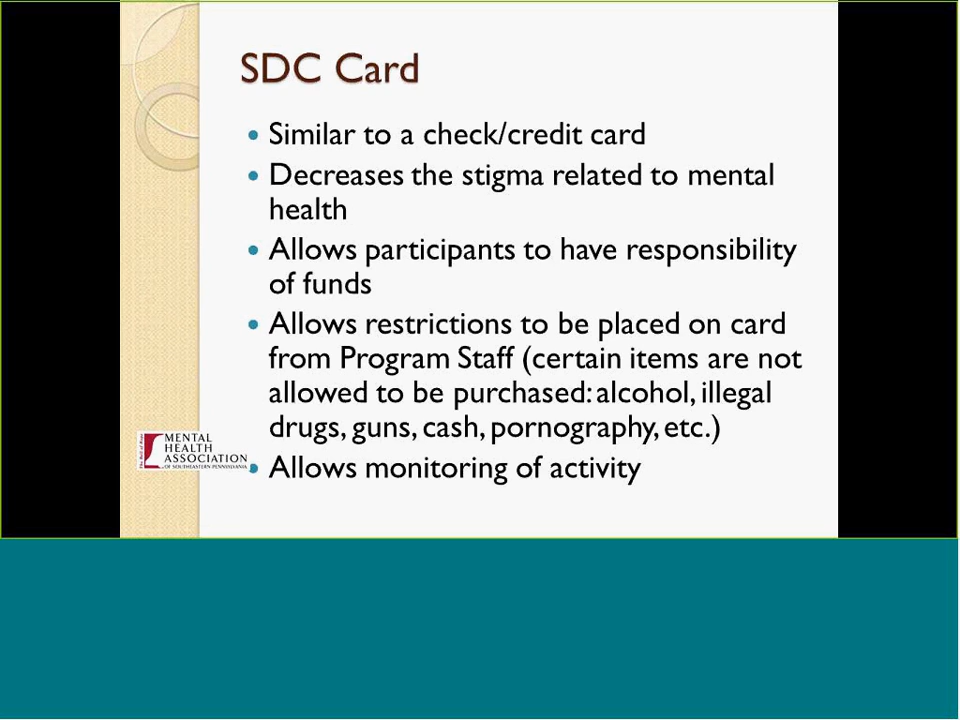 SDC Card
• Similar to a check/credit card
• Decreases the stigma related to mental
health
• Allows participants to have responsibility
of funds
• Allows restrictions to be placed on card
from Program Staff (certain items are not
allowed to be purchased: alcohol, illegal
drugs, guns, cash, pornography, etc.)
• Allows monitoring of activity
MENTAL
HEALTH
ASSOCIATION
OF SOUTHEASTERN PENNSYLVANIA